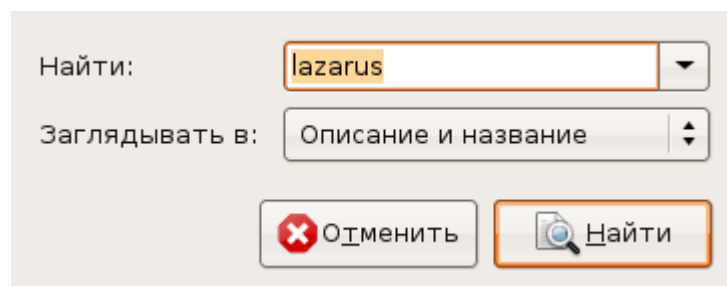 Найти: lazarus
Заглядывать в: Описание и название
Отменить Найти